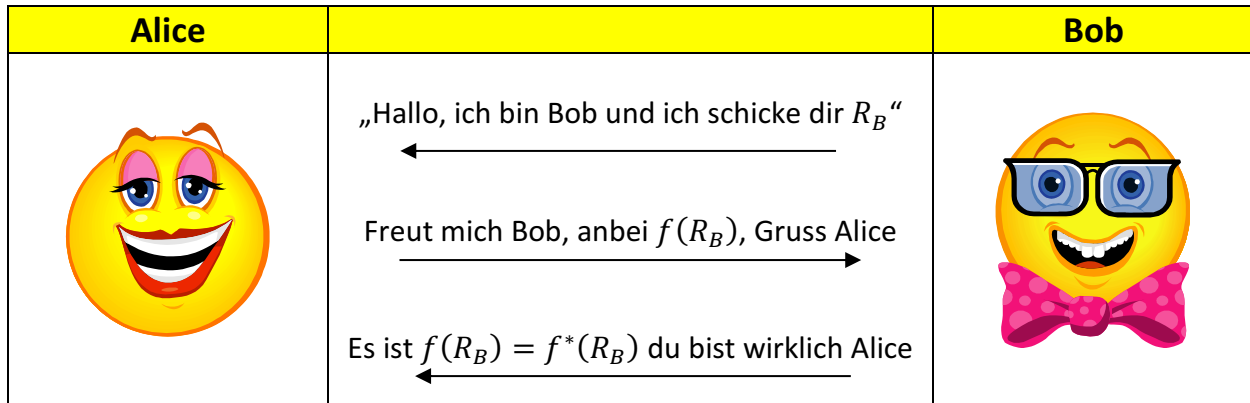 Alice
Bob
„Hallo, ich bin Bob und ich schicke dir R_B“
Freut mich Bob, anbei f(R_B), Gruss Alice
Es ist f(R_B) = f*(R_B) du bist wirklich Alice